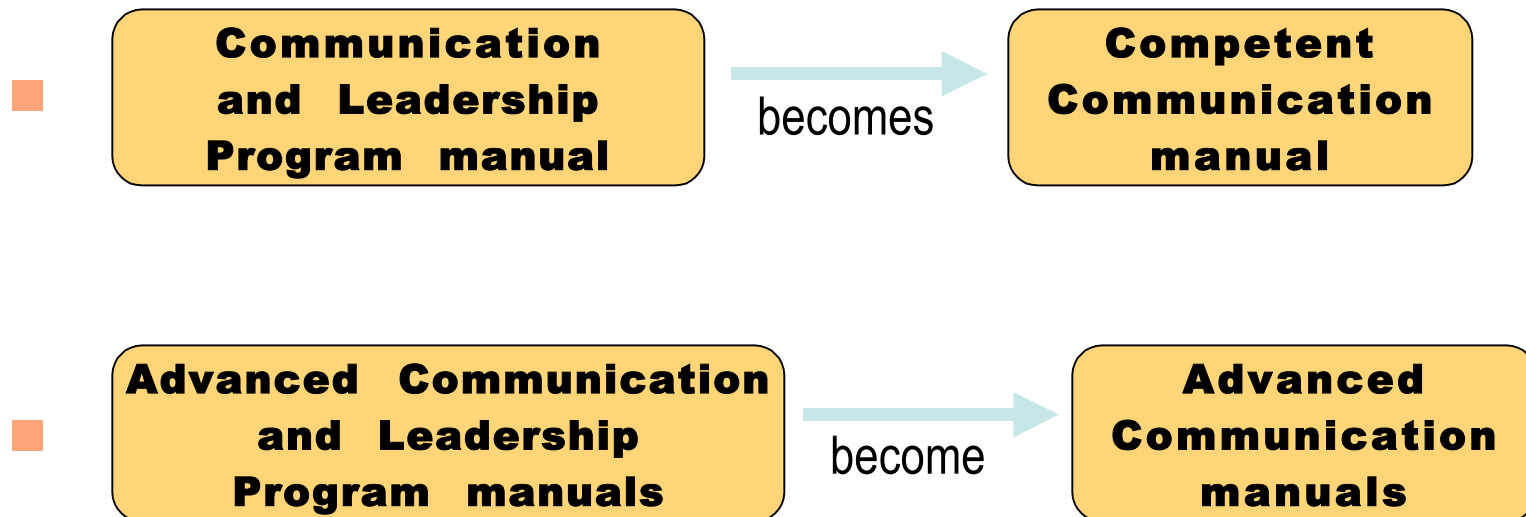 Communication
and Leadership
Program manual
becomes
Competent
Communication
manual
Advanced Communication
and Leadership
Program manuals
become
Advanced
Communication
manuals